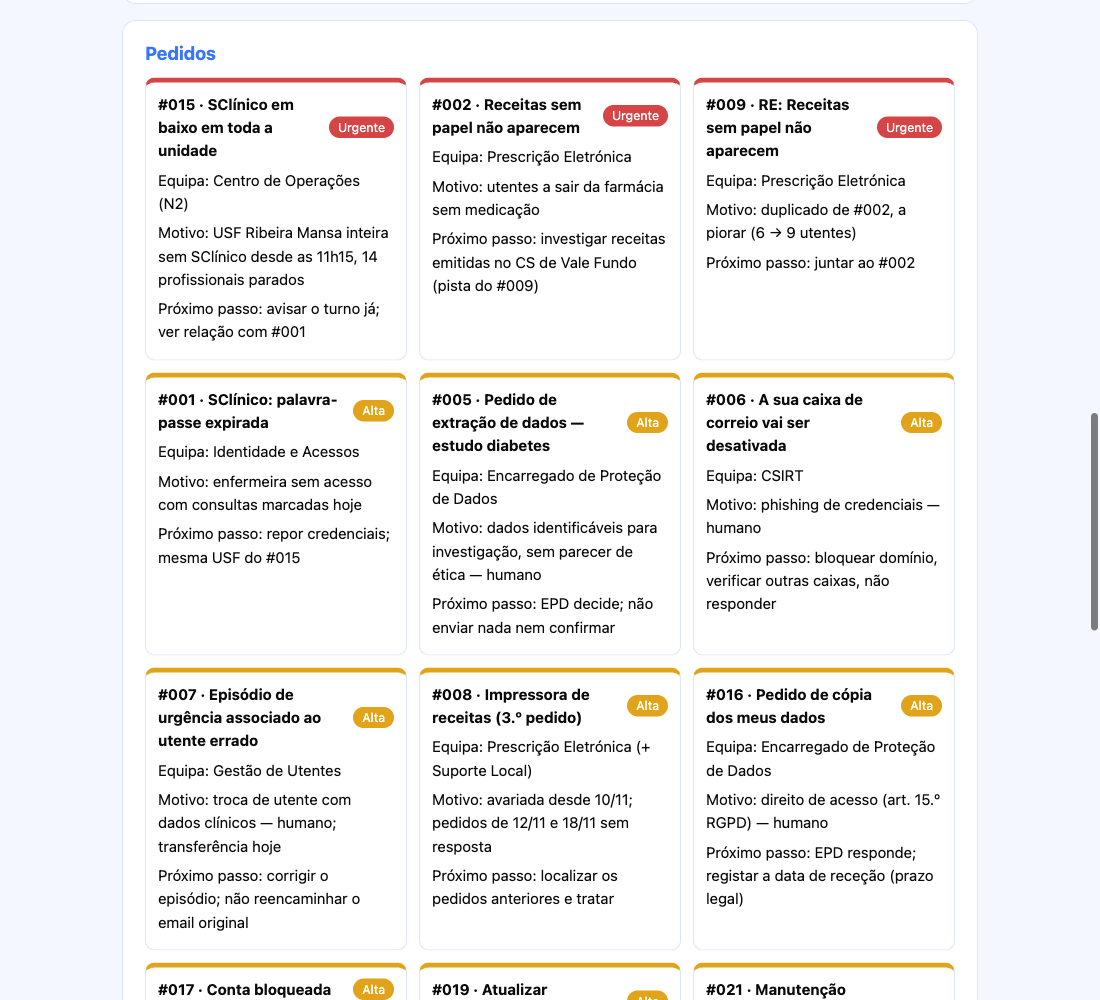 Pedidos
#015 · SClínico em
baixo em toda a
unidade
Urgente
Equipa: Centro de Operações
(N2)
Motivo: USF Ribeira Mansa inteira
sem SClínico desde as 11h15, 14
profissionais parados
Próximo passo: avisar o turno já;
ver relação com #001
#002 · Receitas sem
papel não aparecem
Urgente
Equipa: Prescrição Eletrónica
Motivo: utentes a sair da farmácia
sem medicação
Próximo passo: investigar receitas
emitidas no CS de Vale Fundo
(pista do #009)
#009 · RE: Receitas
sem papel não
aparecem
Urgente
Equipa: Prescrição Eletrónica
Motivo: duplicado de #002, a
piorar (6 → 9 utentes)
Próximo passo: juntar ao #002
#001 · SClínico: palavra-
passe expirada
Alta
Equipa: Identidade e Acessos
Motivo: enfermeira sem acesso
com consultas marcadas hoje
Próximo passo: repor credenciais;
mesma USF do #015
#005 · Pedido de
extração de dados —
estudo diabetes
Alta
Equipa: Encarregado de Proteção
de Dados
Motivo: dados identificáveis para
investigação, sem parecer de
ética — humano
Próximo passo: EPD decide; não
enviar nada nem confirmar
#006 · A sua caixa de
correio vai ser
desativada
Alta
Equipa: CSIRT
Motivo: phishing de credenciais —
humano
Próximo passo: bloquear domínio,
verificar outras caixas, não
responder
#007 · Episódio de
urgência associado ao
utente errado
Alta
Equipa: Gestão de Utentes
Motivo: troca de utente com
dados clínicos — humano;
transferência hoje
Próximo passo: corrigir o
episódio; não reencaminhar o
email original
#008 · Impressora de
receitas (3.º pedido)
Alta
Equipa: Prescrição Eletrónica (+
Suporte Local)
Motivo: avariada desde 10/11;
pedidos de 12/11 e 18/11 sem
resposta
Próximo passo: localizar os
pedidos anteriores e tratar
#016 · Pedido de cópia
dos meus dados
Alta
Equipa: Encarregado de Proteção
de Dados
Motivo: direito de acesso (art. 15.º
RGPD) — humano
Próximo passo: EPD responde;
registar a data de receção (prazo
legal)
#017 · Conta bloqueada
Alta
#019 · Atualizar
Alta
#021 · Manutenção